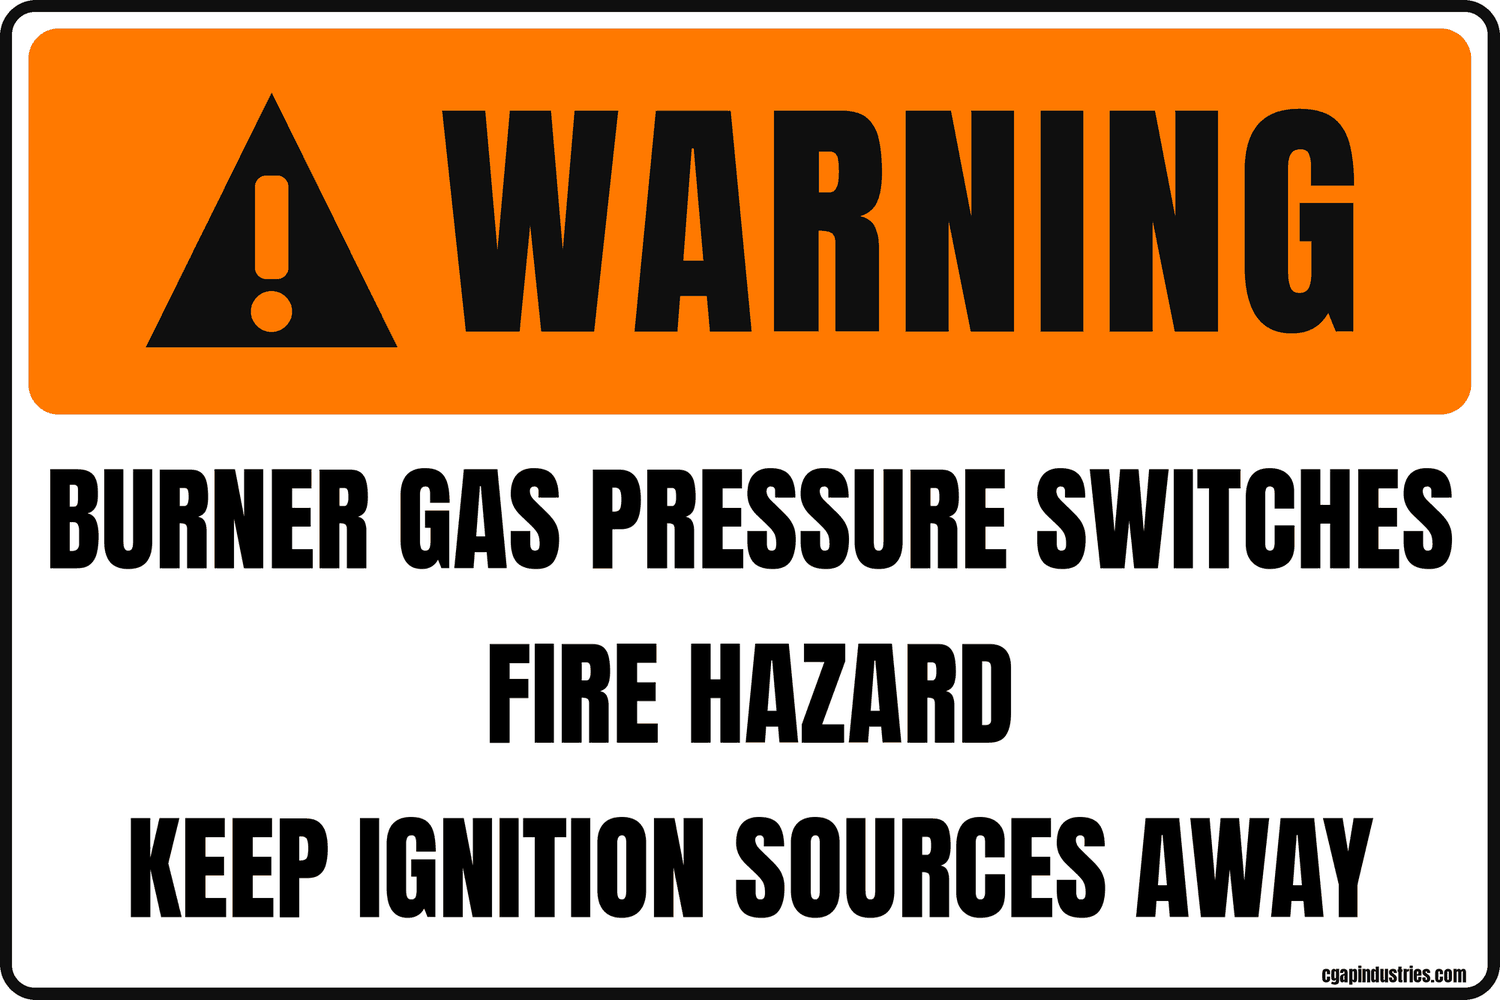 WARNING
BURNER GAS PRESSURE SWITCHES
FIRE HAZARD
KEEP IGNITION SOURCES AWAY
cgapindustries.com